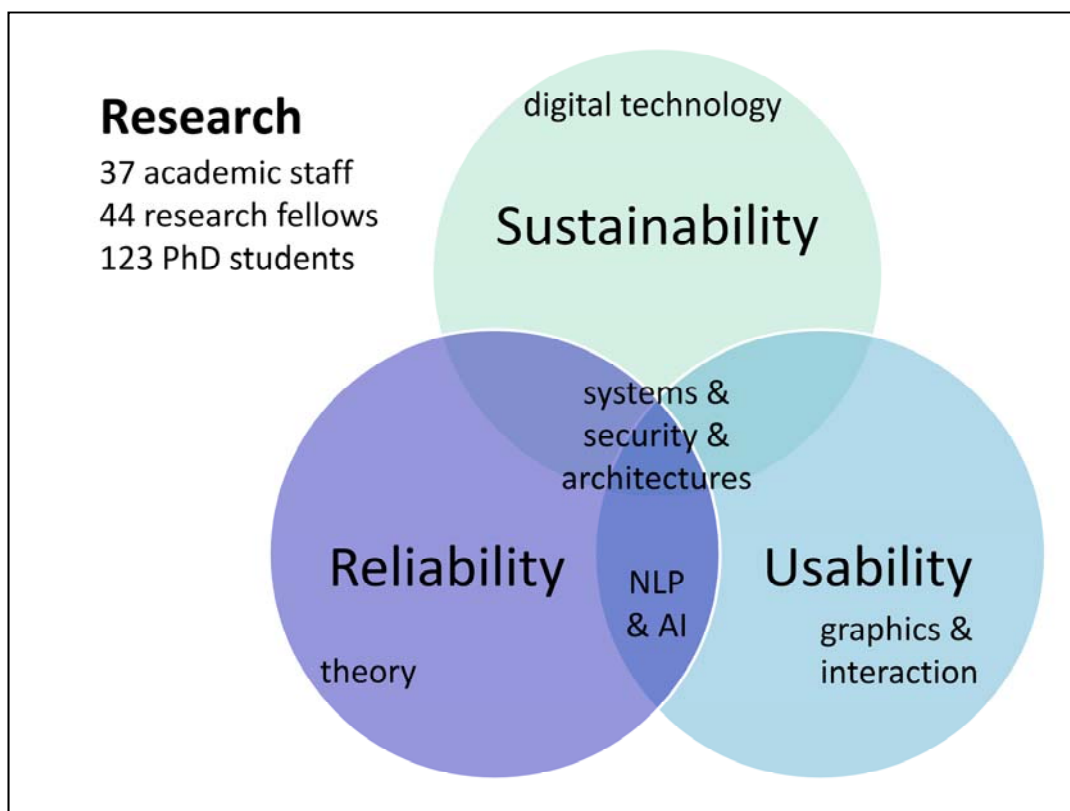 Research
37 academic staff
44 research fellows
123 PhD students
digital technology
Sustainability
systems &
security &
architectures
Reliability
theory
NLP
& AI
Usability
graphics &
interaction